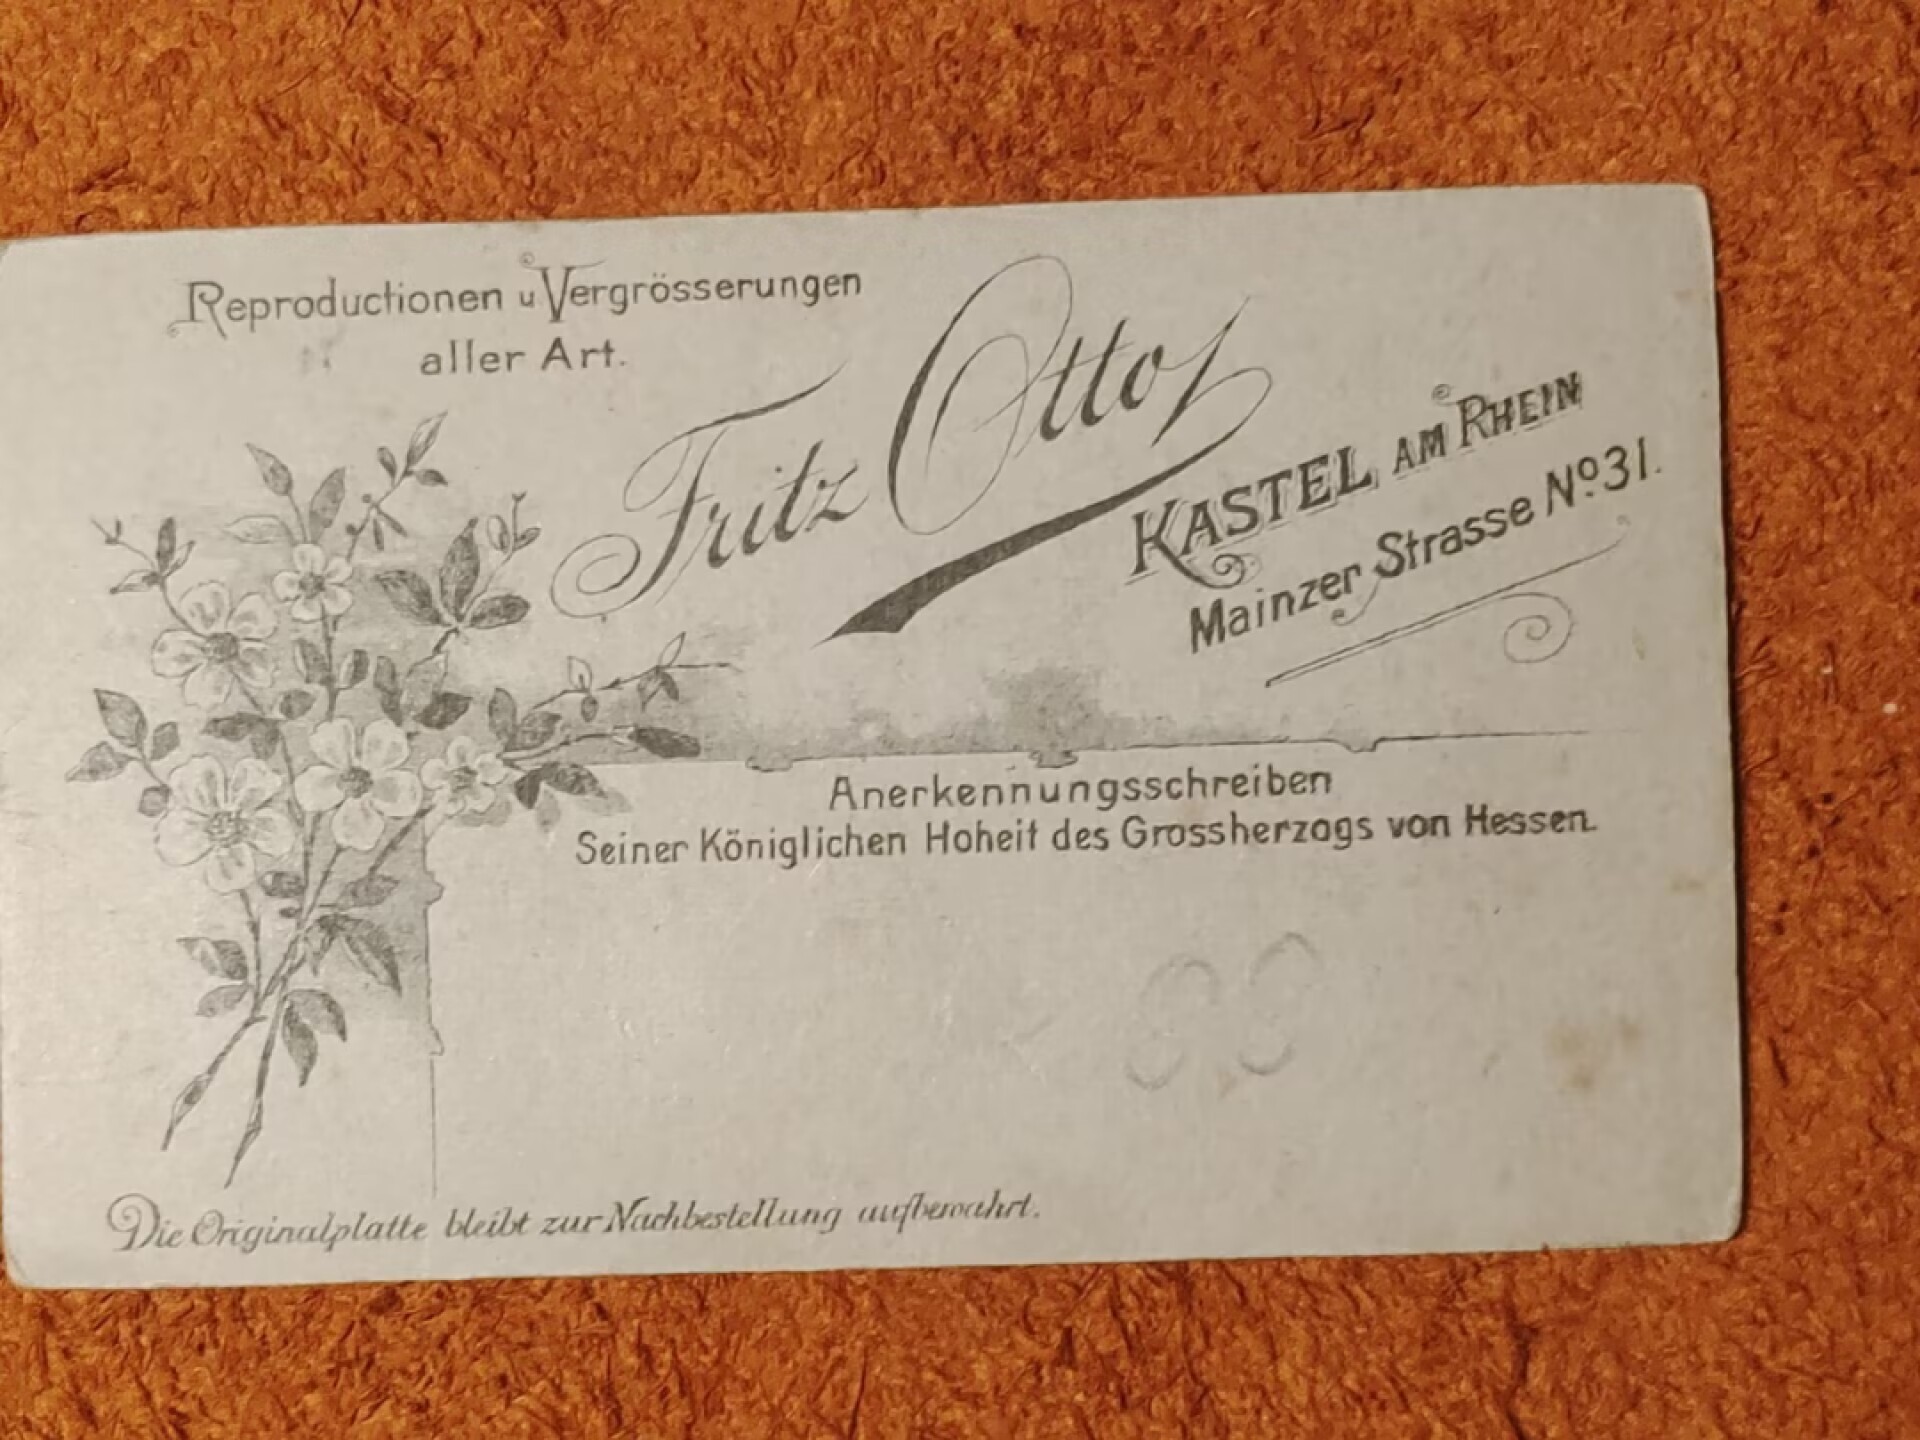 Reproductionen u Vergrösserungen
aller Art.
Fritz Otto,
KASTEL AM RHEIN
Mainzer Strasse No 31.
Anerkennungsschreiben
Seiner Königlichen Hoheit des Grossherzogs von Hessen.
Die Originalplatte bleibt zur Nachbestellung aufbewahrt.